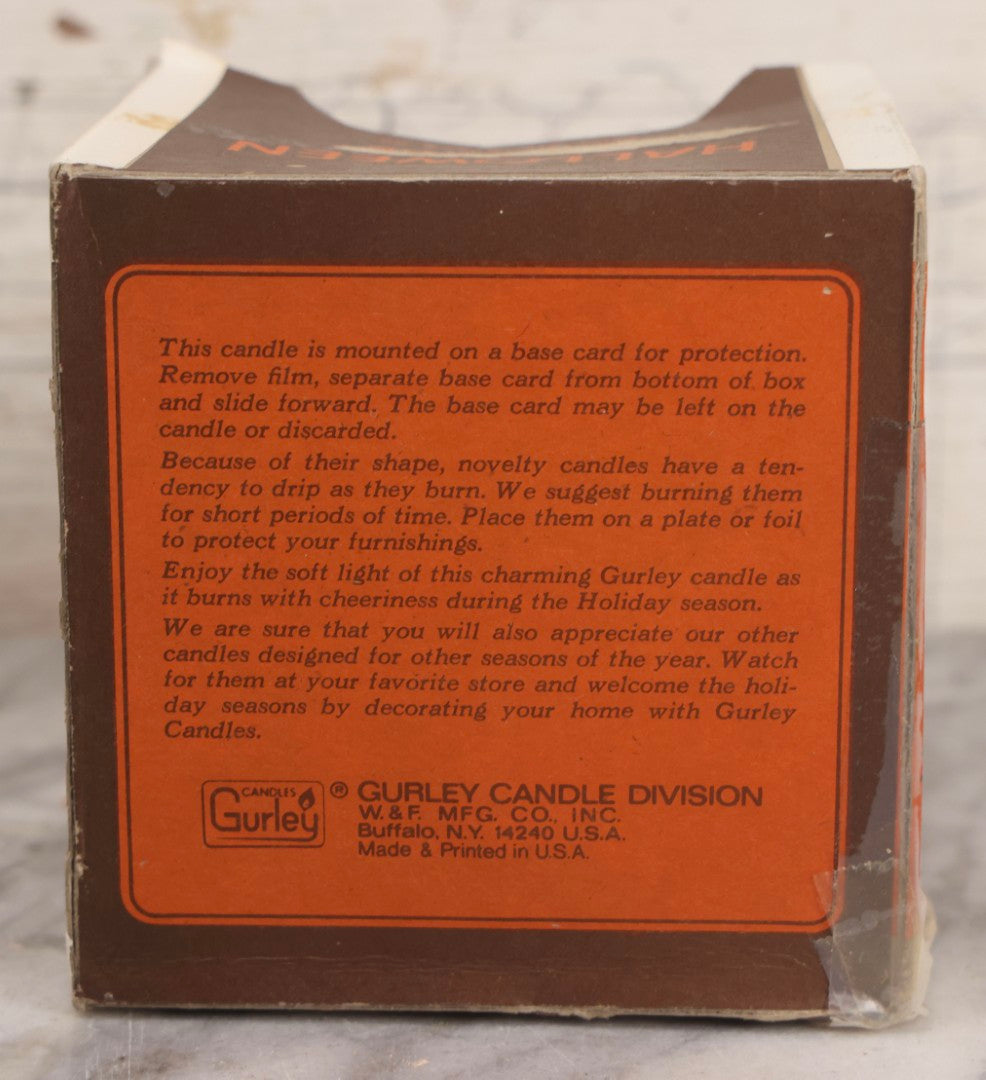 HALLOWEEN
This candle is mounted on a base card for protection.
Remove film, separate base card from bottom of box
and slide forward. The base card may be left on the
candle or discarded.
Because of their shape, novelty candles have a ten-
dency to drip as they burn. We suggest burning them
for short periods of time. Place them on a plate or foil
to protect your furnishings.
Enjoy the soft light of this charming Gurley candle as
it burns with cheeriness during the Holiday season.
We are sure that you will also appreciate our other
candles designed for other seasons of the year. Watch
for them at your favorite store and welcome the holi-
day seasons by decorating your home with Gurley
Candles.
CANDLES
Gurley ®
GURLEY CANDLE DIVISION
W. & F. MFG. CO., INC.
Buffalo, N.Y. 14240 U.S.A.
Made & Printed in U.S.A.